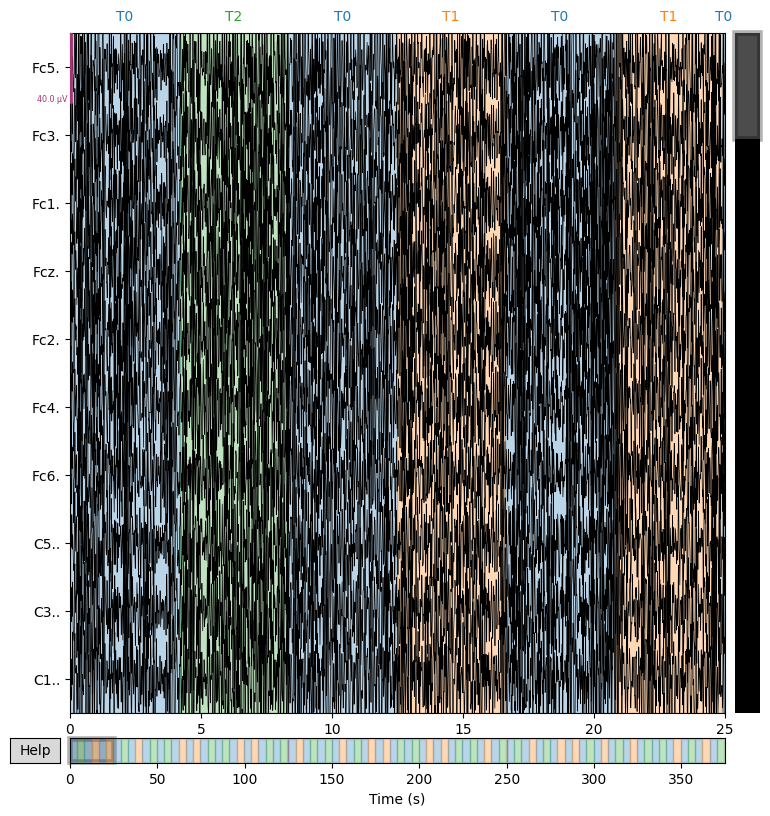 T0 T2 T0 T1 T0 T1 T0
Fc5.
40.0 µV
Fc3.
Fc1.
Fcz.
Fc2.
Fc4.
Fc6.
C5..
C3..
C1..
0 5 10 15 20 25
Help
0 50 100 150 200 250 300 350
Time (s)